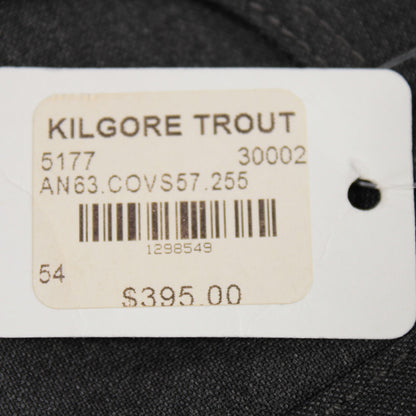 KILGORE TROUT
5177 30002
AN63.COVS57.255
1298549
54
$395.00